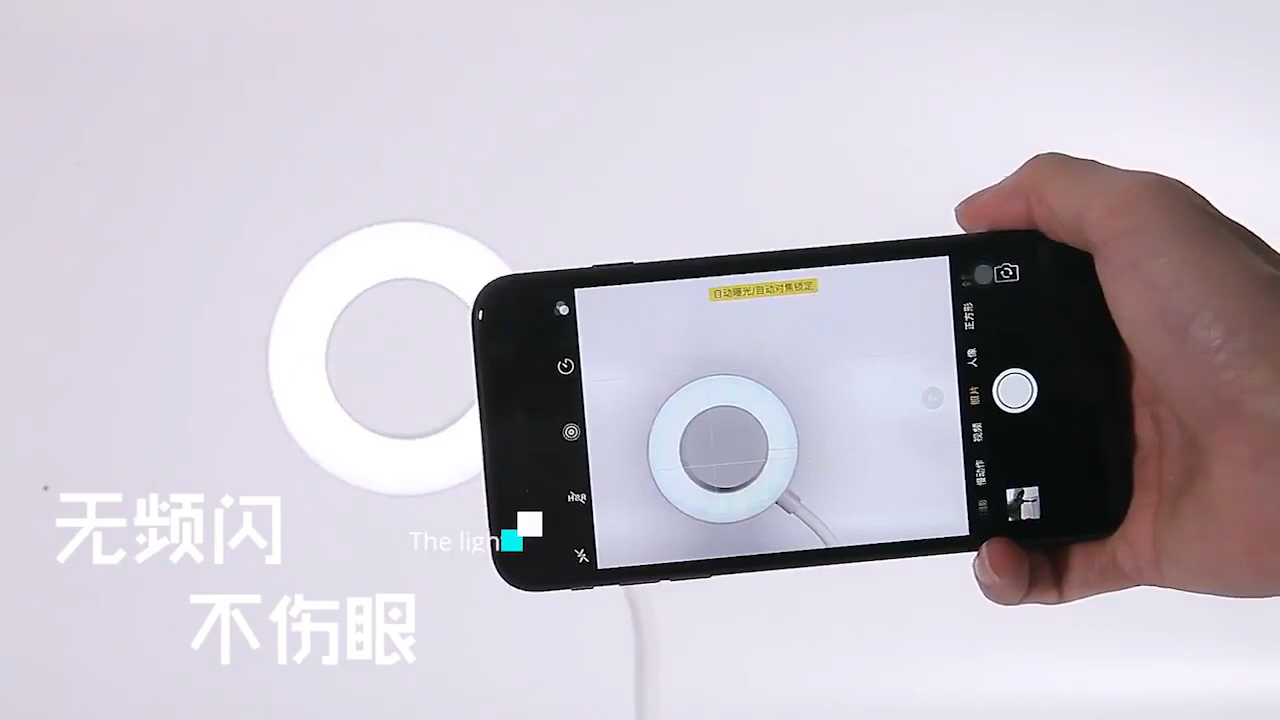 自动曝光/自动对焦锁定
正方形
人像
照片
视频
慢动作
无频闪
The ligh
不伤眼